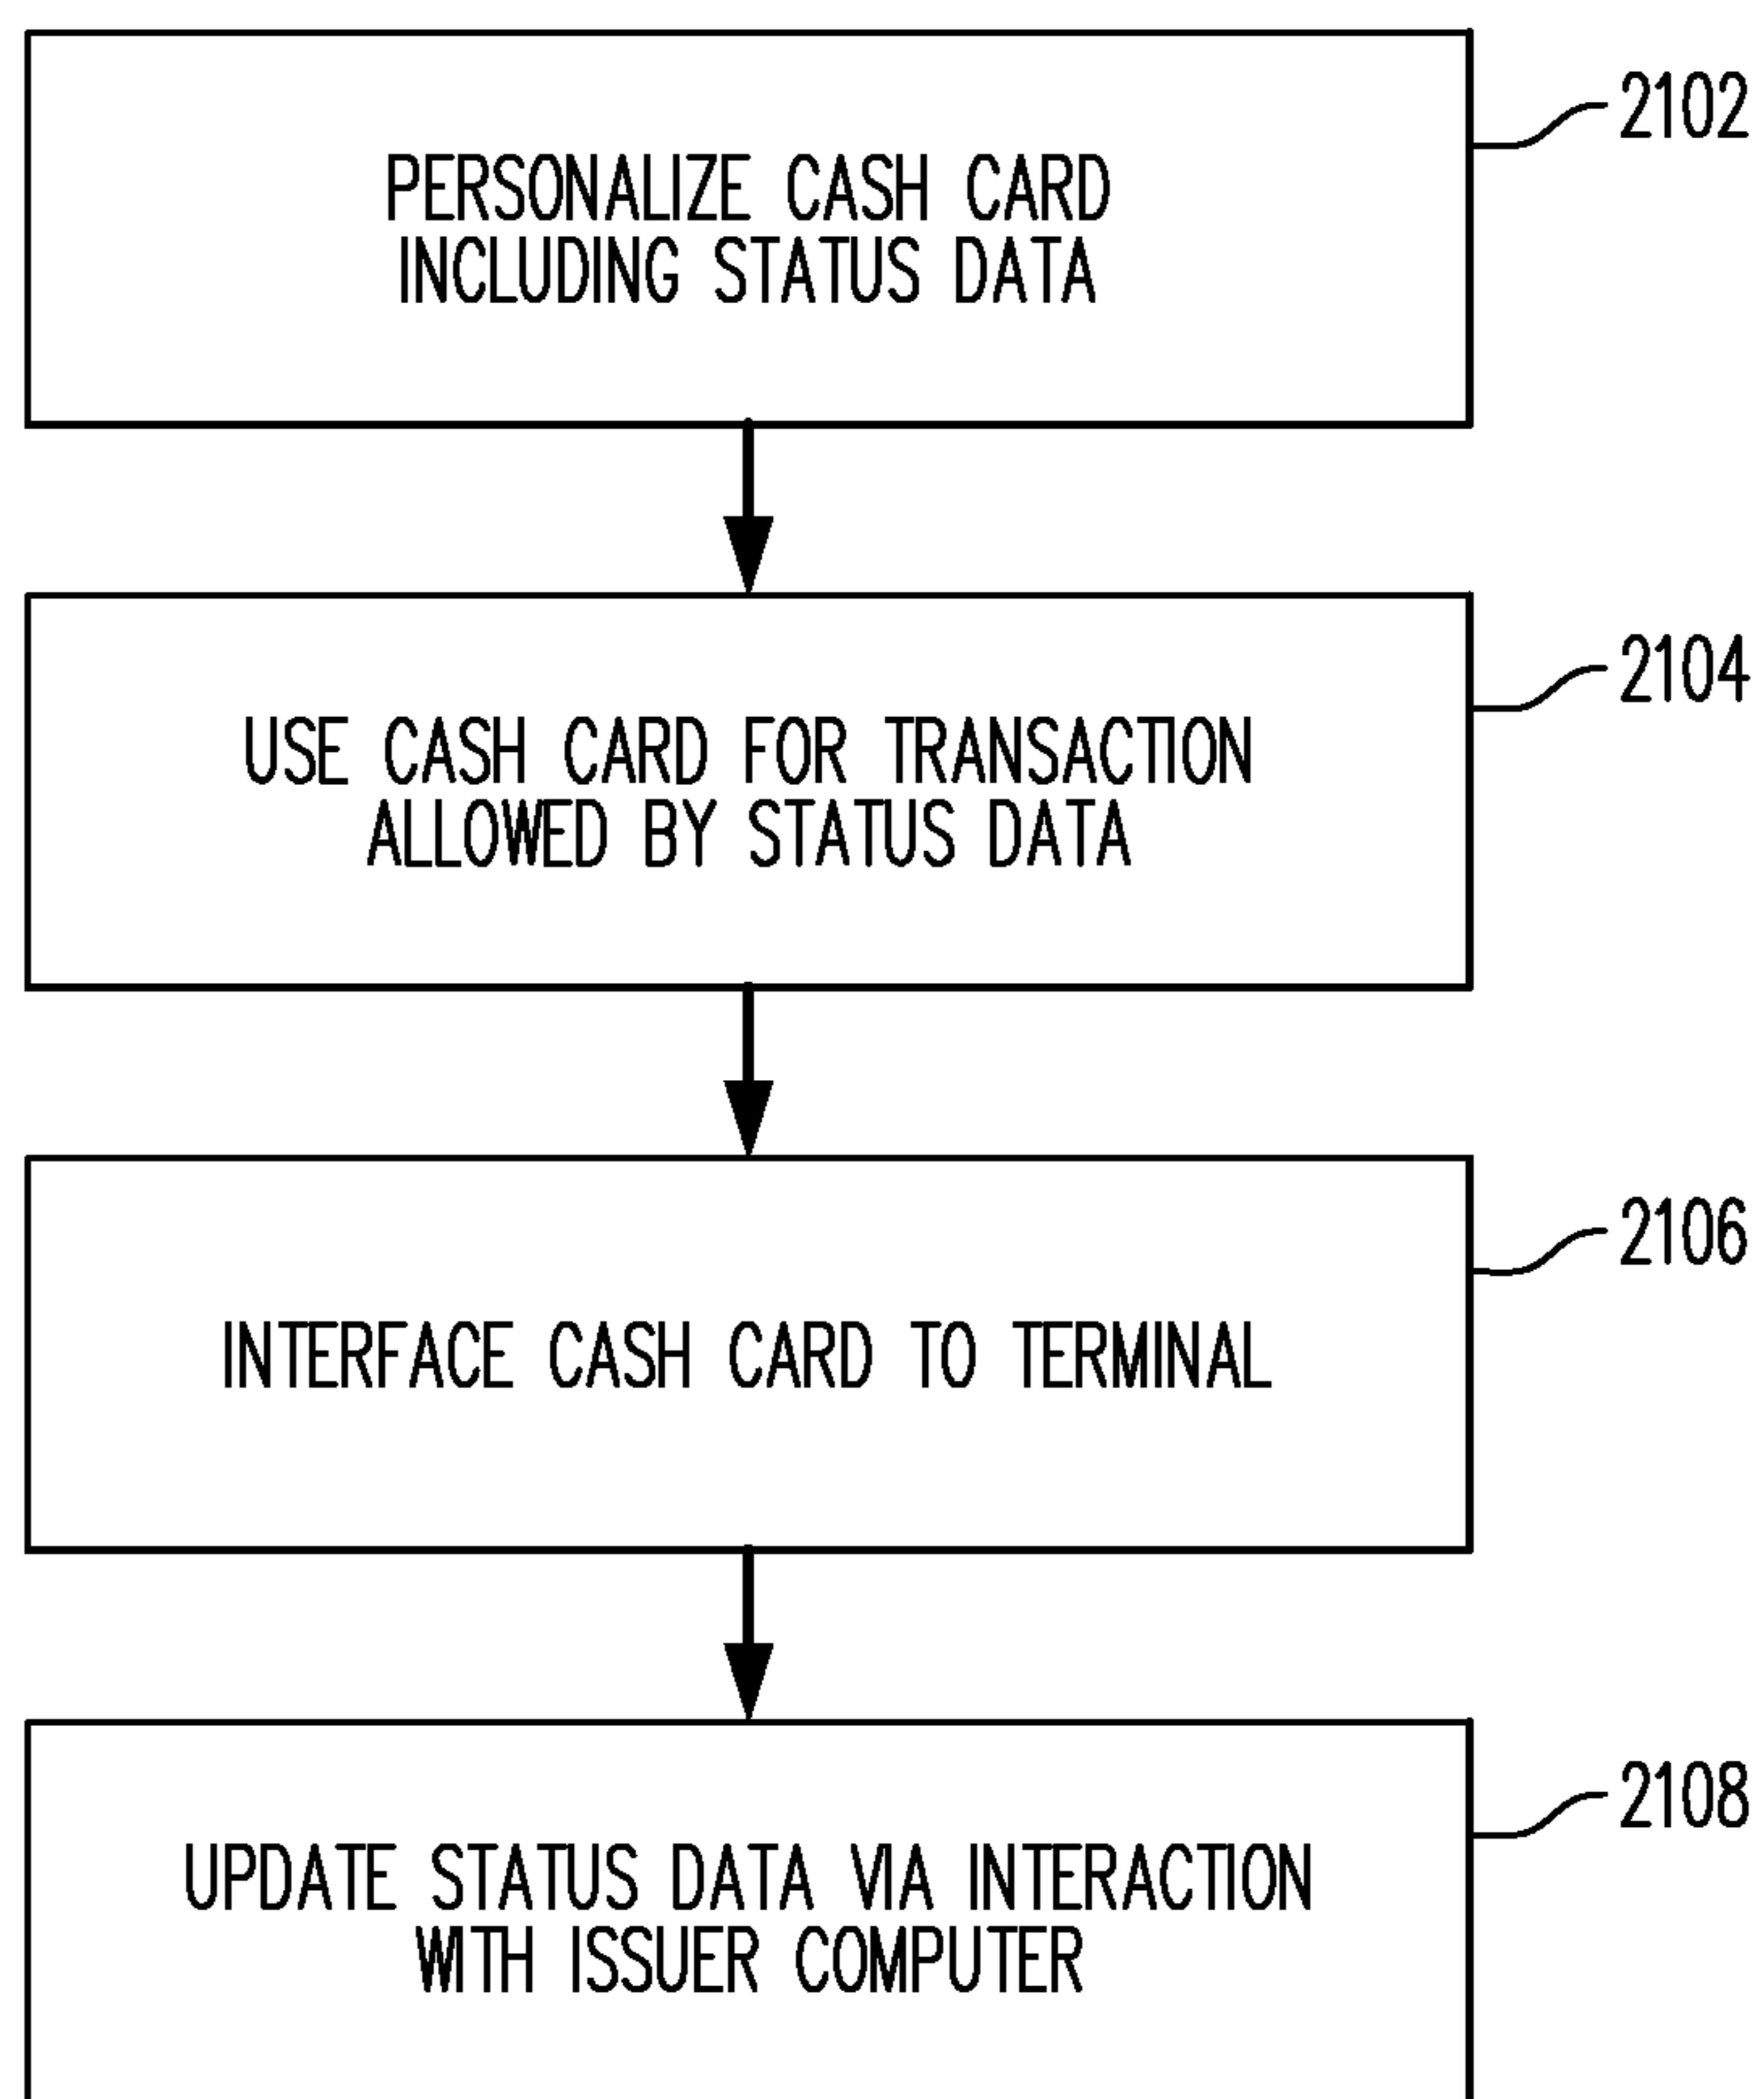 2102
PERSONALIZE CASH CARD
INCLUDING STATUS DATA
2104
USE CASH CARD FOR TRANSACTION
ALLOWED BY STATUS DATA
2106
INTERFACE CASH CARD TO TERMINAL
2108
UPDATE STATUS DATA VIA INTERACTION
WITH ISSUER COMPUTER